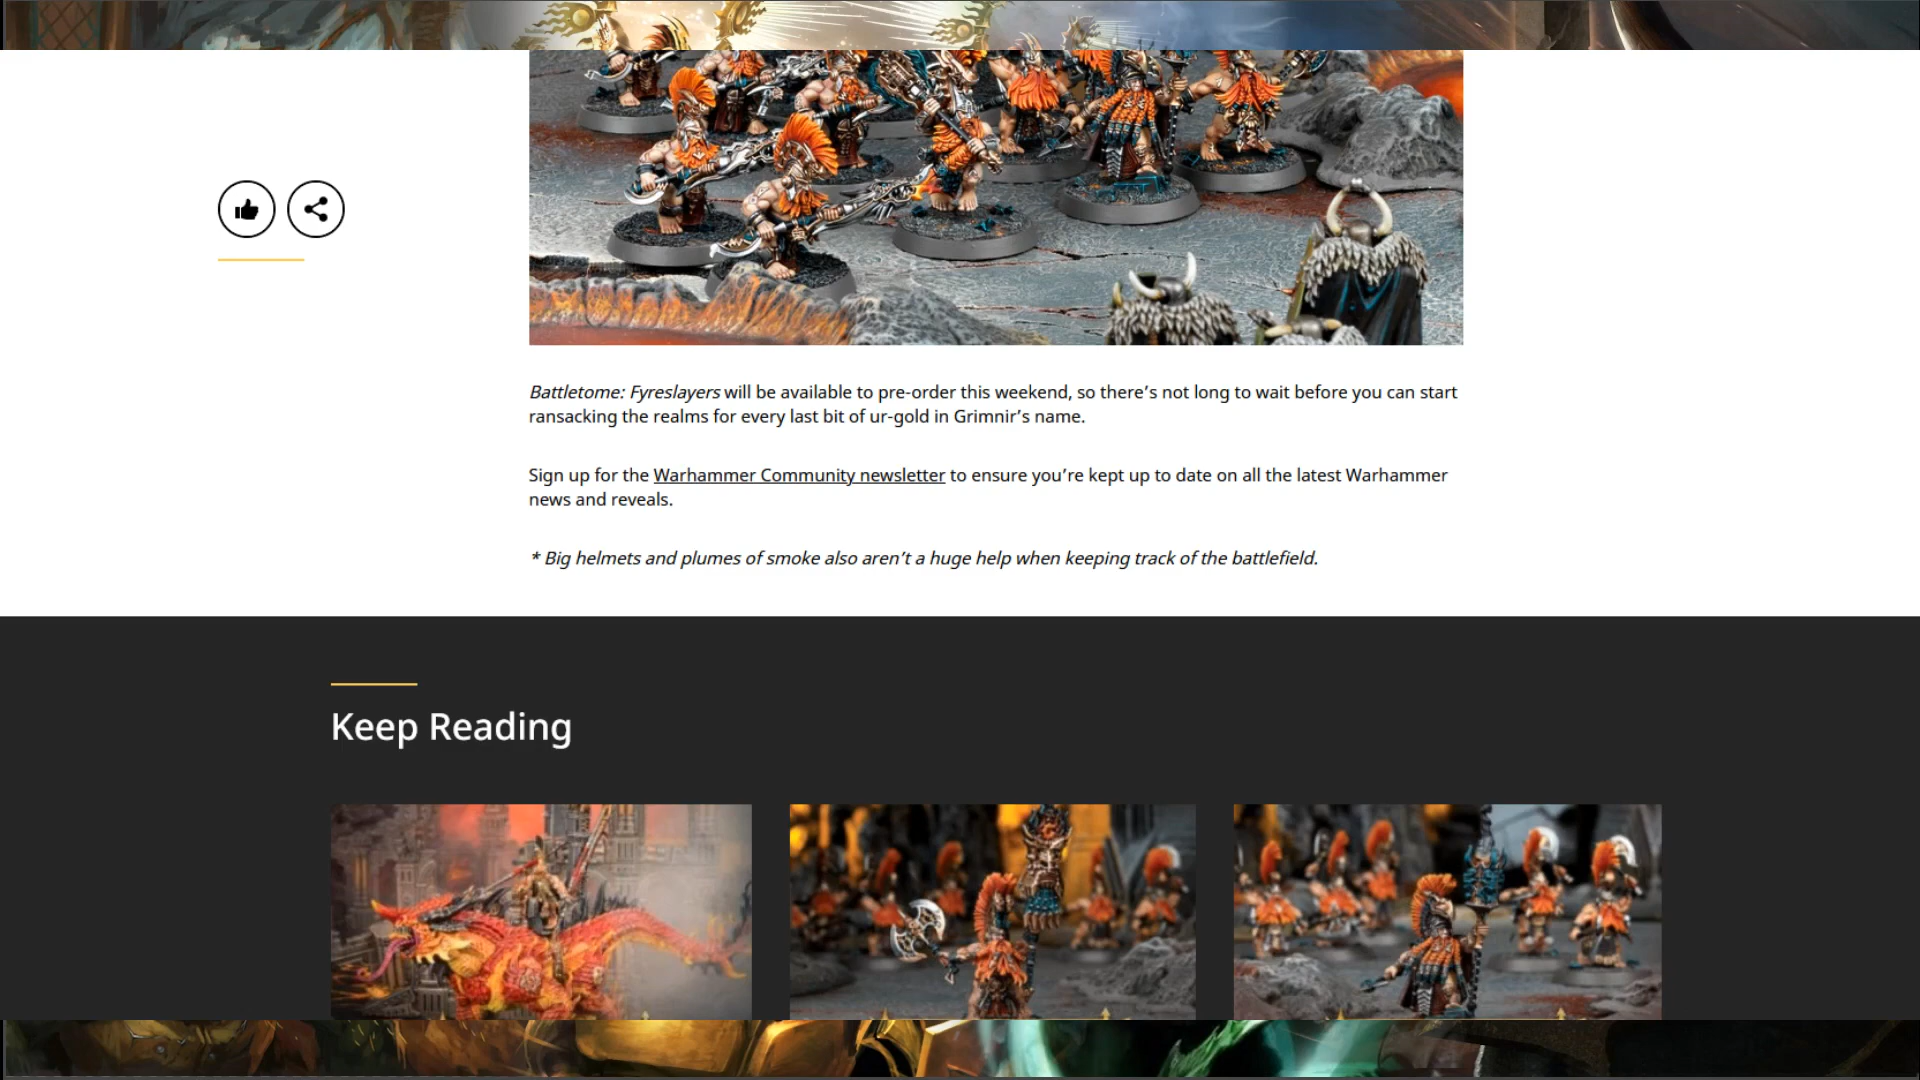 Battletome: Fyreslayers will be available to pre-order this weekend, so there’s not long to wait before you can start
ransacking the realms for every last bit of ur-gold in Grimnir’s name.
Sign up for the Warhammer Community newsletter to ensure you’re kept up to date on all the latest Warhammer
news and reveals.
* Big helmets and plumes of smoke also aren’t a huge help when keeping track of the battlefield.
Keep Reading